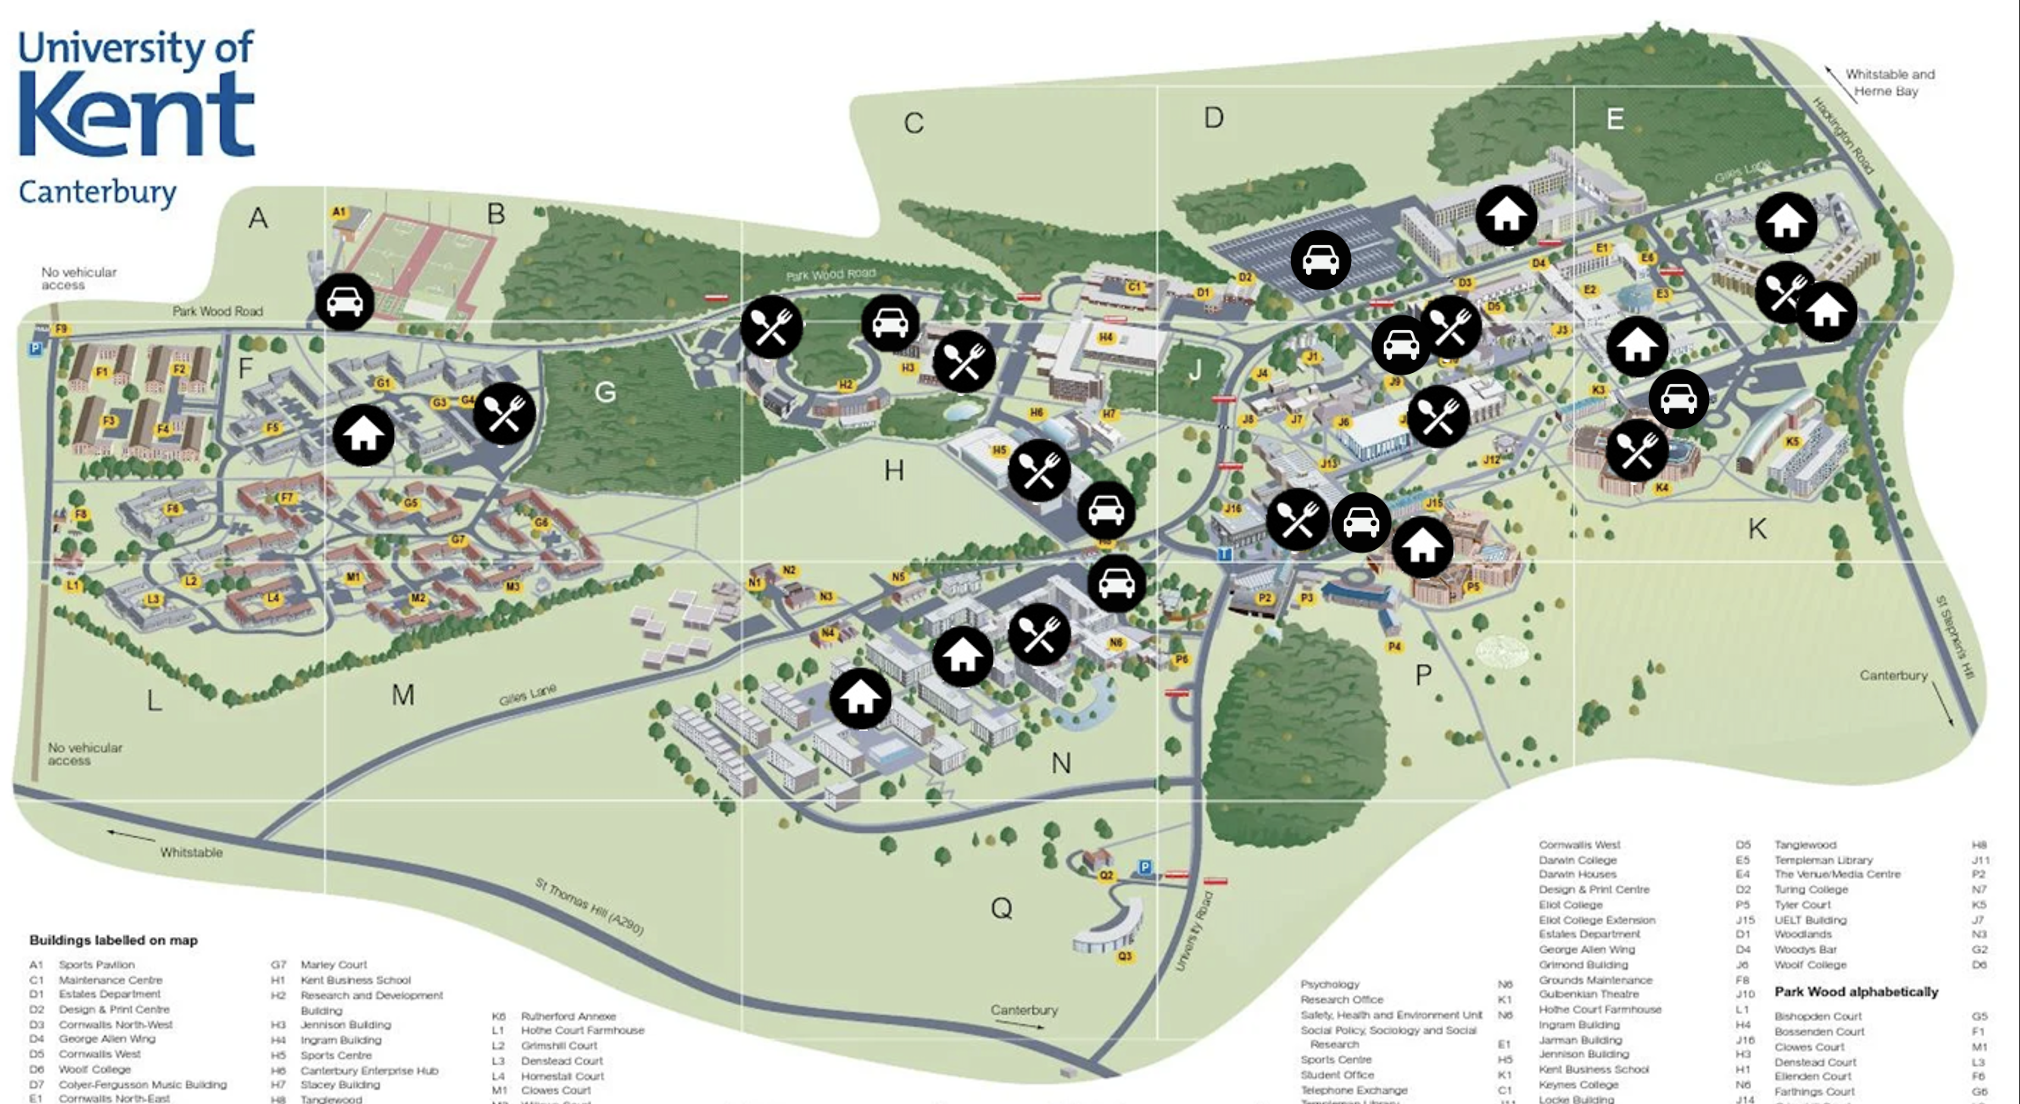 University of
Kent
Canterbury
C
D
E
Whitstable and
Herne Bay
Hackington Road
Giles Lane
A
B
A1
No vehicular
access
Park Wood Road
Park Wood Road
C1
D1
D2
D3
D4
D5
E1
E2
E3
E6
F9
P
F
F1
F2
F3
F4
F5
G1
G3
G4
G
H2
H3
H4
J
J1
J3
J4
J6
J7
J8
J9
K3
K4
K5
H
H5
H6
H7
J12
J13
J15
J16
K
F6
F7
F8
G5
G6
G7
L1
L2
L3
L4
M1
M2
M3
N1
N2
N3
N4
N5
N6
P2
P3
P4
P5
P6
T
L
M
N
P
Giles Lane
St Stephen's Hill
Canterbury
No vehicular
access
Whitstable
St Thomas Hill (A290)
Q
Q2
P
Q3
University Road
Canterbury
Buildings labelled on map
A1 Sports Pavilion
C1 Maintenance Centre
D1 Estates Department
D2 Design & Print Centre
D3 Cornwallis North-West
D4 George Allen Wing
D5 Cornwallis West
D6 Woolf College
D7 Colyer-Fergusson Music Building
E1 Cornwallis North-East
G7 Marley Court
H1 Kent Business School
H2 Research and Development
Building
H3 Jennison Building
H4 Ingram Building
H5 Sports Centre
H6 Canterbury Enterprise Hub
H7 Stacey Building
H8 Tanglewood
K6 Rutherford Annexe
L1 Hothe Court Farmhouse
L2 Grimshill Court
L3 Denstead Court
L4 Homestall Court
M1 Clowes Court
Psychology N6
Research Office K1
Safety, Health and Environment Unit N6
Social Policy, Sociology and Social
Research E1
Sports Centre H5
Student Office K1
Telephone Exchange C1
Templeman Library J11
Cornwallis West D5
Darwin College E5
Darwin Houses E4
Design & Print Centre D2
Eliot College P5
Eliot College Extension J15
Estates Department D1
George Allen Wing D4
Grimond Building J6
Grounds Maintenance F8
Gulbenkian Theatre J10
Hothe Court Farmhouse L1
Ingram Building H4
Jarman Building J16
Jennison Building H3
Kent Business School H1
Keynes College N6
Locke Building J14
Tanglewood H8
Templeman Library J11
The Venue/Media Centre P2
Turing College N7
Tyler Court K5
UELT Building J7
Woodlands N3
Woodys Bar G2
Woolf College D6
Park Wood alphabetically
Bishopden Court G5
Bossenden Court F1
Clowes Court M1
Denstead Court L3
Ellenden Court F6
Farthings Court G6